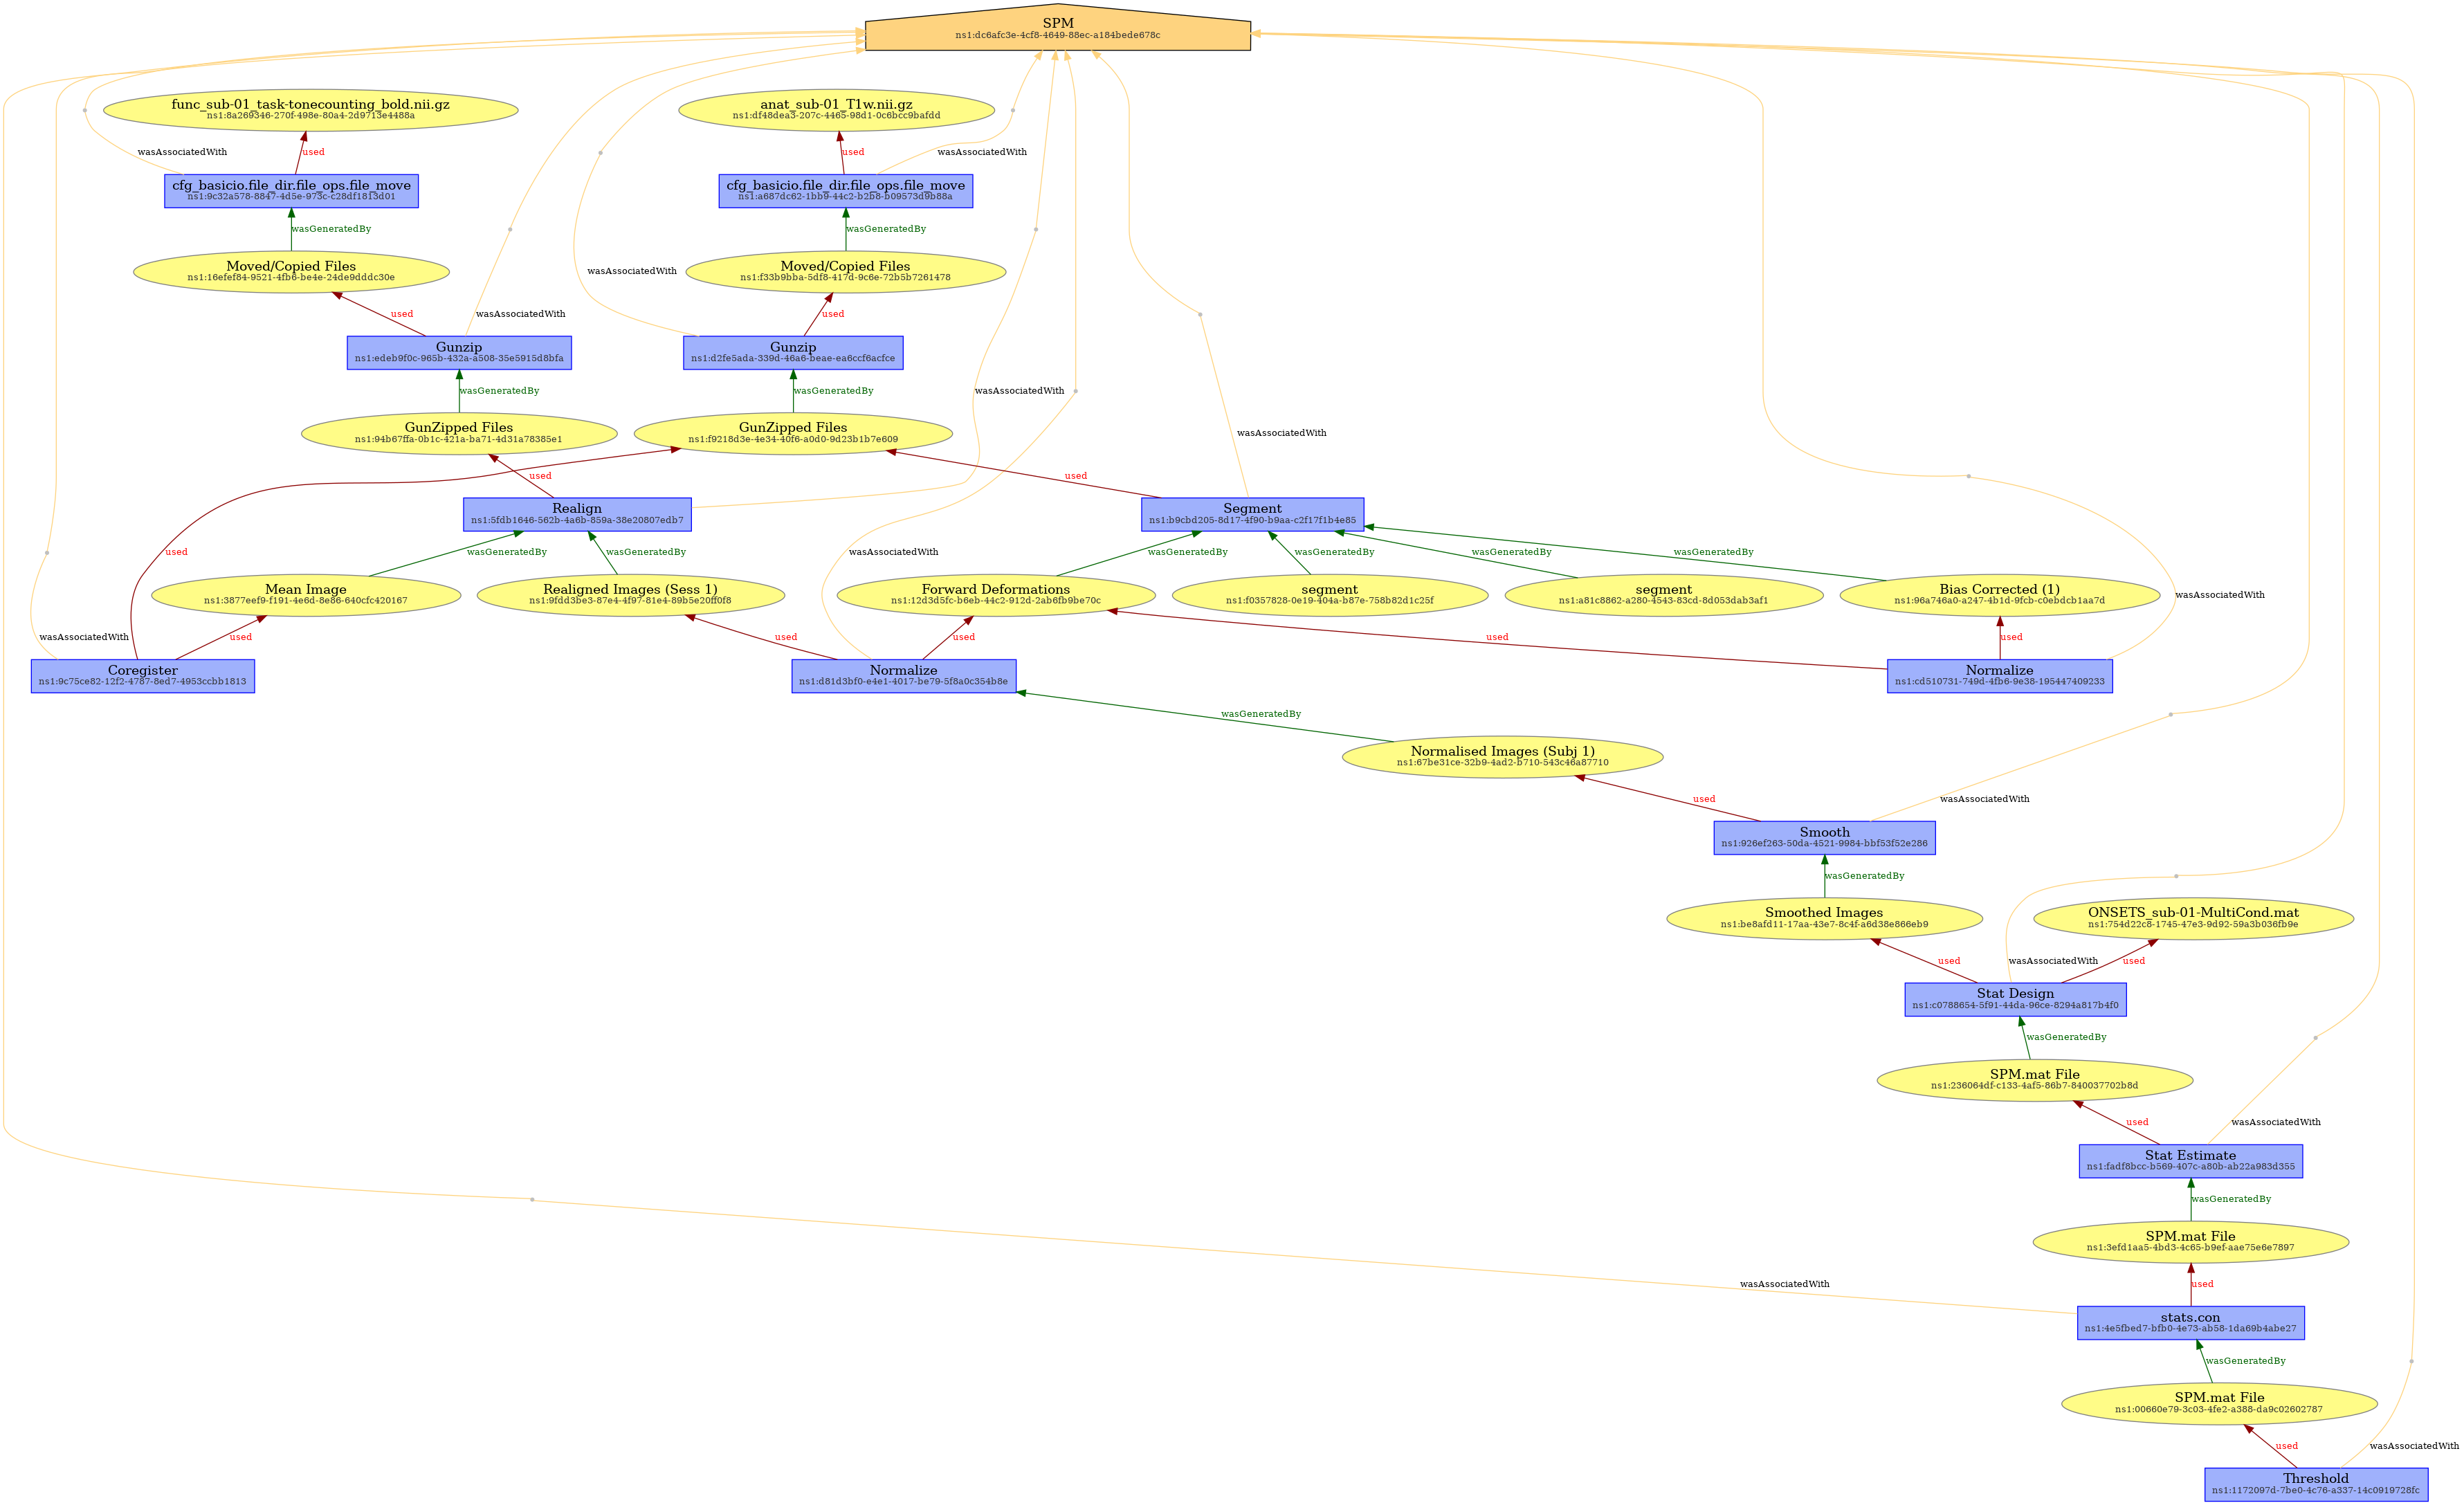 SPM
ns1:dc6afc3e-4cf8-4649-88ec-a184bede678c
func_sub-01_task-tonecounting_bold.nii.gz
ns1:8a269346-270f-498e-80a4-2d9713e4488a
anat_sub-01_T1w.nii.gz
ns1:df48dea3-207c-4465-98d1-0c6bcc9bafdd
wasAssociatedWith
used
used
wasAssociatedWith
cfg_basicio.file_dir.file_ops.file_move
ns1:9c32a578-8847-4d5e-973c-c28df1813d01
cfg_basicio.file_dir.file_ops.file_move
ns1:a687dc62-1bb9-44c2-b2b8-b09573d9b88a
wasGeneratedBy
wasGeneratedBy
Moved/Copied Files
ns1:16efef84-9521-4fb6-be4e-24de9dddc30e
Moved/Copied Files
ns1:f33b9bba-5df8-417d-9c6e-72b5b7261478
wasAssociatedWith
used
wasAssociatedWith
used
Gunzip
ns1:edeb9f0c-965b-432a-a508-35e5915d8bfa
Gunzip
ns1:d2fe5ada-339d-46a6-beae-ea6ccf6acfce
wasGeneratedBy
wasGeneratedBy
wasAssociatedWith
GunZipped Files
ns1:94b67ffa-0b1c-421a-ba71-4d31a78385e1
GunZipped Files
ns1:f9218d3e-4e34-40f6-a0d0-9d23b1b7e609
wasAssociatedWith
used
used
Realign
ns1:5fdb1646-562b-4a6b-859a-38e20807edb7
Segment
ns1:b9cbd205-8d17-4f90-b9aa-c2f17f1b4e85
used
wasGeneratedBy
wasGeneratedBy
wasAssociatedWith
wasGeneratedBy
wasGeneratedBy
wasGeneratedBy
wasGeneratedBy
Mean Image
ns1:3877eef9-f191-4e6d-8e86-640cfc420167
Realigned Images (Sess 1)
ns1:9fdd3be3-87e4-4f97-81e4-89b5e20ff0f8
Forward Deformations
ns1:12d3d5fc-b6eb-44c2-912d-2ab6fb9be70c
segment
ns1:f0357828-0e19-404a-b87e-758b82d1c25f
segment
ns1:a81c8862-a280-4543-83cd-8d053dab3af1
Bias Corrected (1)
ns1:96a746a0-a247-4b1d-9fcb-c0ebdcb1aa7d
wasAssociatedWith
wasAssociatedWith
used
used
used
used
used
Coregister
ns1:9c75ce82-12f2-4787-8ed7-4953ccbb1813
Normalize
ns1:d81d3bf0-e4e1-4017-be79-5f8a0c354b8e
Normalize
ns1:cd510731-749d-4fb6-9e38-195447409233
wasGeneratedBy
Normalised Images (Subj 1)
ns1:67be31ce-32b9-4ad2-b710-543c46a87710
used
wasAssociatedWith
Smooth
ns1:926ef263-50da-4521-9984-bbf53f52e286
wasGeneratedBy
Smoothed Images
ns1:be8afd11-17aa-43e7-8c4f-a6d38e866eb9
ONSETS_sub-01-MultiCond.mat
ns1:754d22c8-1745-47e3-9d92-59a3b036fb9e
used
wasAssociatedWith
used
Stat Design
ns1:c0788654-5f91-44da-96ce-8294a817b4f0
wasGeneratedBy
SPM.mat File
ns1:236064df-c133-4af5-86b7-840037702b8d
used
wasAssociatedWith
Stat Estimate
ns1:fadf8bcc-b569-407c-a80b-ab22a983d355
wasGeneratedBy
SPM.mat File
ns1:3efd1aa5-4bd3-4c65-b9ef-aae75e6e7897
wasAssociatedWith
used
stats.con
ns1:4e5fbed7-bfb0-4e73-ab58-1da69b4abe27
wasGeneratedBy
SPM.mat File
ns1:00660e79-3c03-4fe2-a388-da9c02602787
used
wasAssociatedWith
Threshold
ns1:1172097d-7be0-4c76-a337-14c0919728fc